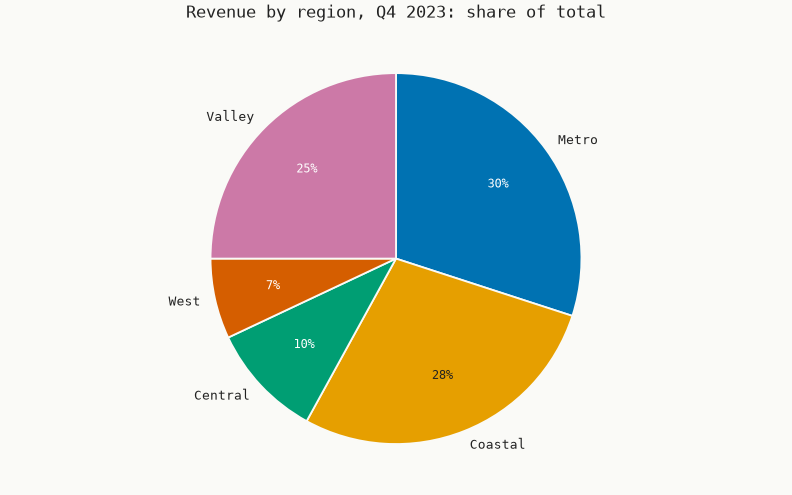 Revenue by region, Q4 2023: share of total
Valley
Metro
25%
30%
7%
West
10%
28%
Central
Coastal